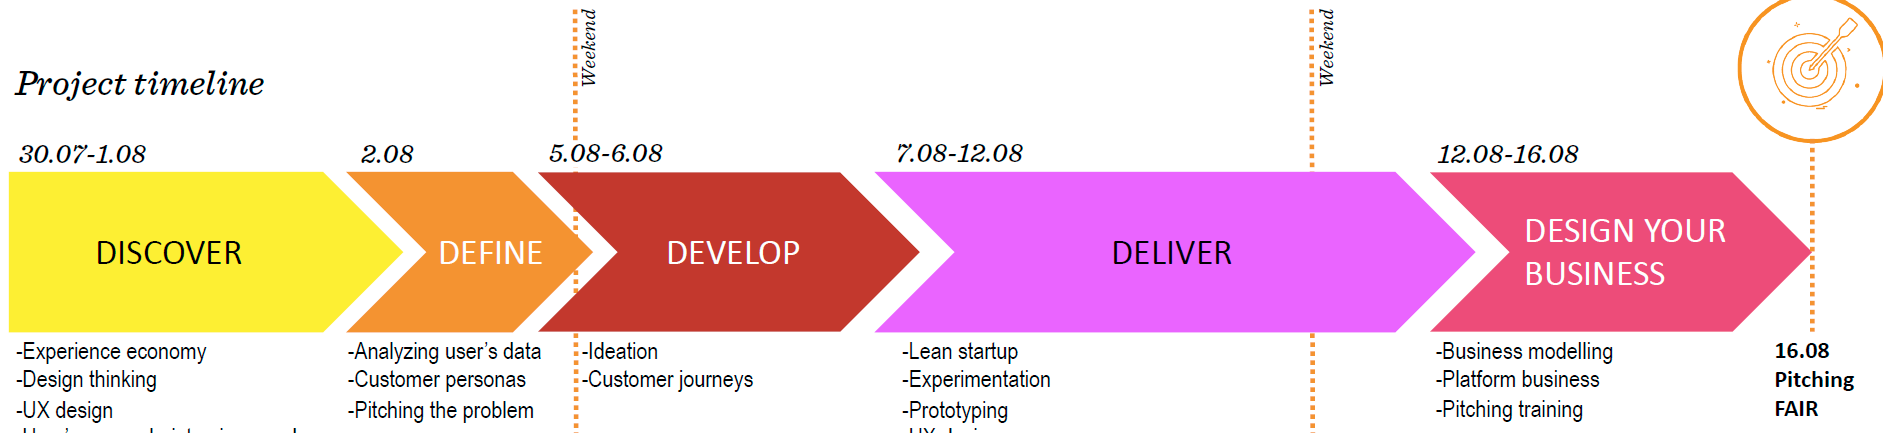 Weekend
Weekend
Project timeline
30.07-1.08
2.08
5.08-6.08
7.08-12.08
12.08-16.08
DISCOVER
DEFINE
DEVELOP
DELIVER
DESIGN YOUR
BUSINESS
-Experience economy
-Design thinking
-UX design
-Analyzing user's data
-Customer personas
-Pitching the problem
-Ideation
-Customer journeys
-Lean startup
-Experimentation
-Prototyping
-Business modelling
-Platform business
-Pitching training
16.08
Pitching
FAIR